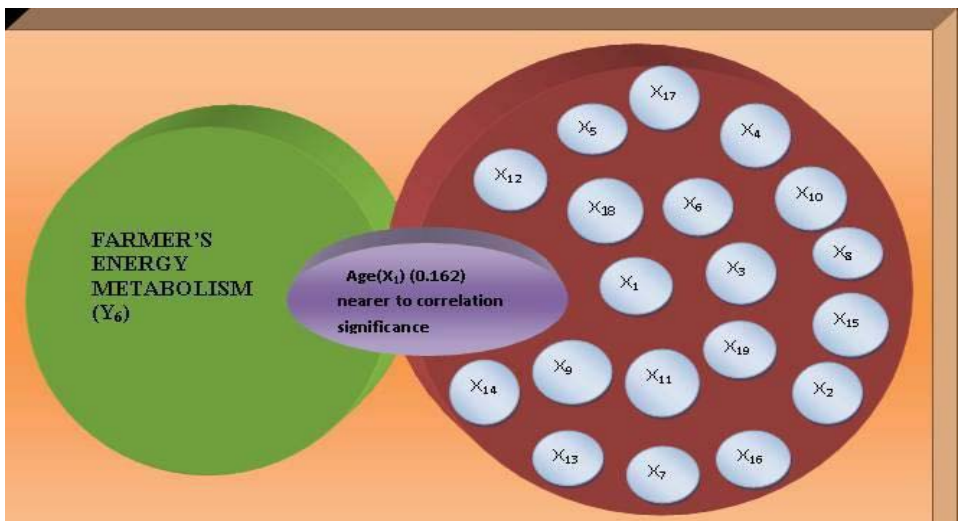 FARMER'S
ENERGY
METABOLISM
(Y₆)
Age(X₁) (0.162)
nearer to correlation
significance
X₁₇
X₅
X₄
X₁₂
X₁₈
X₆
X₁₀
X₈
X₁
X₃
X₁₅
X₁₉
X₉
X₁₁
X₁₄
X₂
X₁₃
X₇
X₁₆